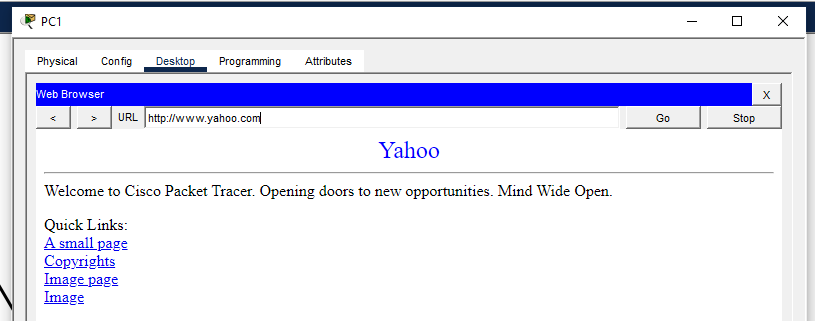 PC1
Physical Config Desktop Programming Attributes
Web Browser X
< > URL http://www.yahoo.com Go Stop
Yahoo
Welcome to Cisco Packet Tracer. Opening doors to new opportunities. Mind Wide Open.
Quick Links:
A small page
Copyrights
Image page
Image